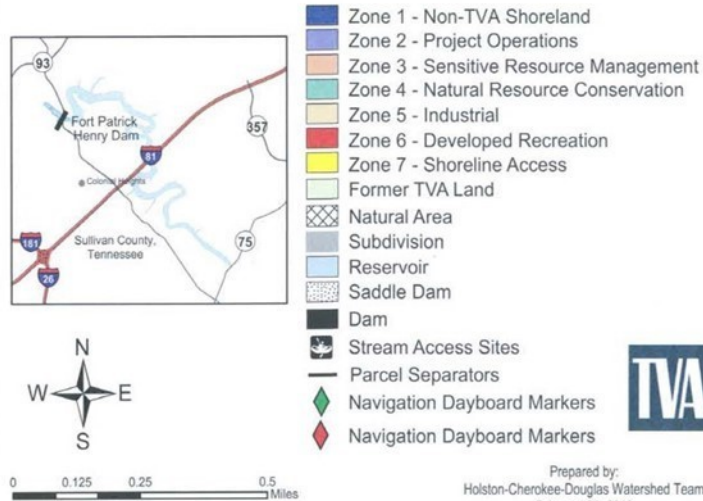 93
Fort Patrick
Henry Dam
357
81
Colonial Heights
181
Sullivan County,
Tennessee
75
26
N
W E
S
0 0.125 0.25 0.5
Miles
Zone 1 - Non-TVA Shoreland
Zone 2 - Project Operations
Zone 3 - Sensitive Resource Management
Zone 4 - Natural Resource Conservation
Zone 5 - Industrial
Zone 6 - Developed Recreation
Zone 7 - Shoreline Access
Former TVA Land
Natural Area
Subdivision
Reservoir
Saddle Dam
Dam
Stream Access Sites
Parcel Separators
Navigation Dayboard Markers
Navigation Dayboard Markers
TVA
Prepared by:
Holston-Cherokee-Douglas Watershed Team